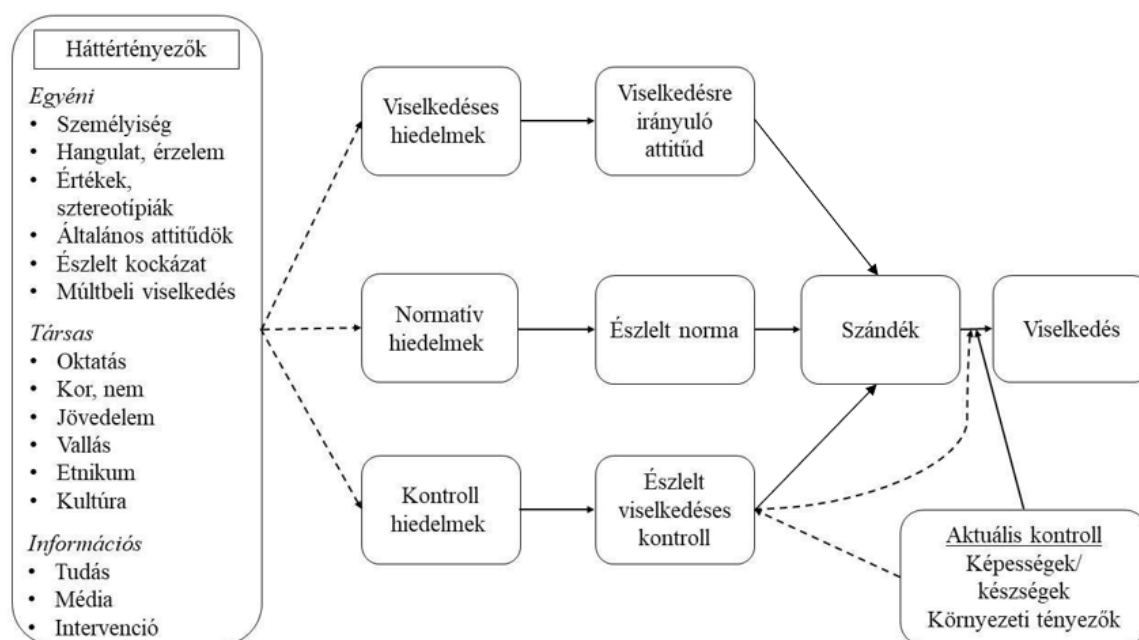 Háttértényezők
Egyéni
• Személyiség
• Hangulat, érzelem
• Értékek,
sztereotípiák
• Általános attitűdök
• Észlelt kockázat
• Múltbeli viselkedés
Társas
• Oktatás
• Kor, nem
• Jövedelem
• Vallás
• Etnikum
• Kultúra
Információs
• Tudás
• Média
• Intervenció
Viselkedéses
hiedelmek
Viselkedésre
irányuló
attitűd
Normatív
hiedelmek
Észlelt norma
Szándék
Viselkedés
Kontroll
hiedelmek
Észlelt
viselkedéses
kontroll
Aktuális kontroll
Képességek/
készségek
Környezeti tényezők